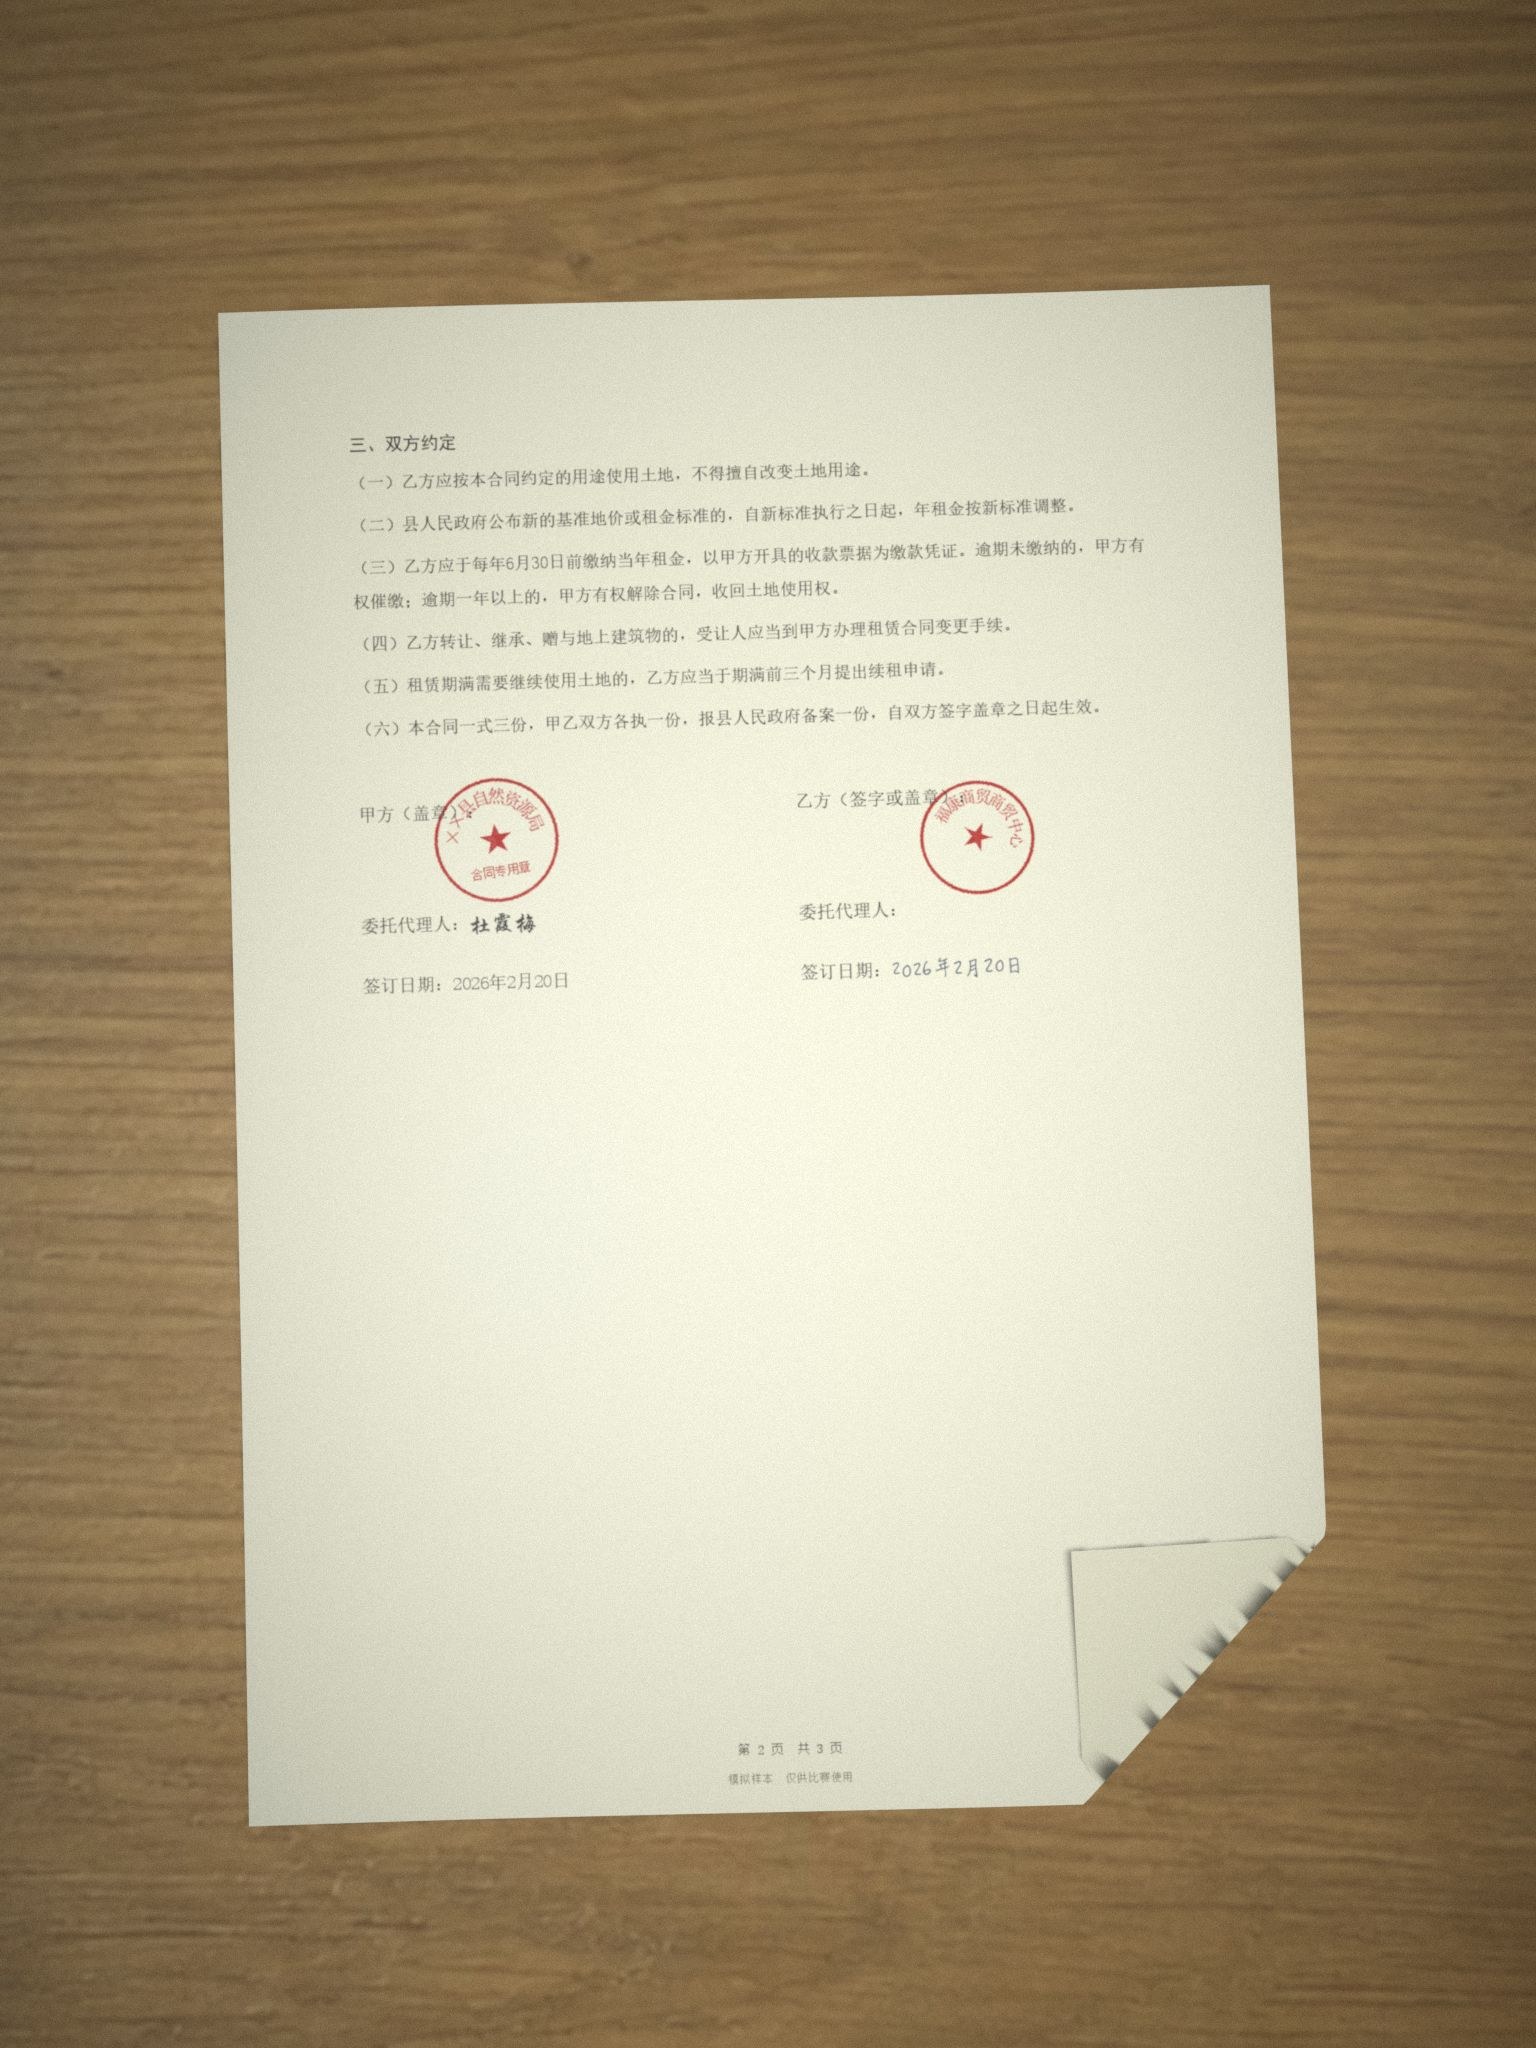 三、双方约定
（一）乙方应按本合同约定的用途使用土地，不得擅自改变土地用途。
（二）县人民政府公布新的基准地价或租金标准的，自新标准执行之日起，年租金按新标准调整。
（三）乙方应于每年6月30日前缴纳当年租金，以甲方开具的收款票据为缴款凭证。逾期未缴纳的，甲方有
权催缴；逾期一年以上的，甲方有权解除合同，收回土地使用权。
（四）乙方转让、继承、赠与地上建筑物的，受让人应当到甲方办理租赁合同变更手续。
（五）租赁期满需要继续使用土地的，乙方应当于期满前三个月提出续租申请。
（六）本合同一式三份，甲乙双方各执一份，报县人民政府备案一份，自双方签字盖章之日起生效。
甲方（盖章）：
××县自然资源局
合同专用章
乙方（签字或盖章）：
福康商贸商贸中心
委托代理人：杜霞梅
委托代理人：
签订日期：2026年2月20日
签订日期：2026年2月20日
第 2 页 共 3 页
模拟样本 仅供比赛使用